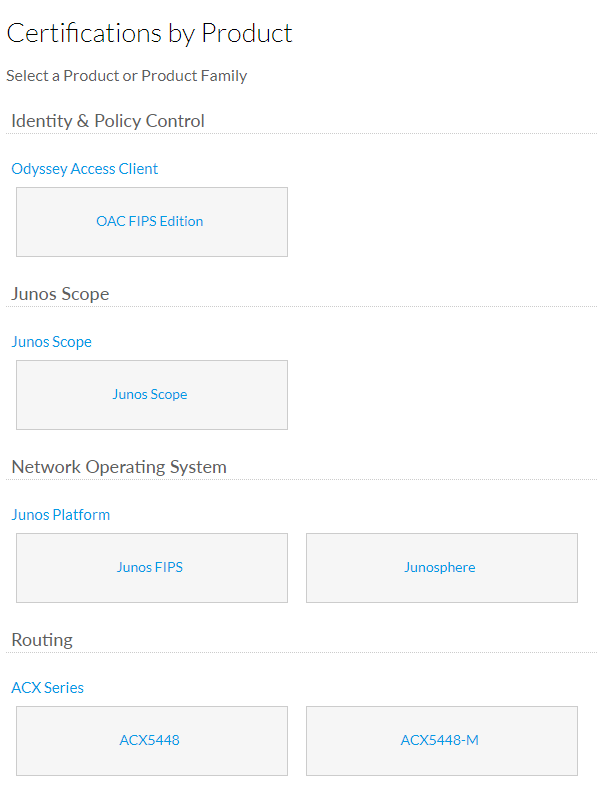 Certifications by Product
Select a Product or Product Family
Identity & Policy Control
Odyssey Access Client
OAC FIPS Edition
Junos Scope
Junos Scope
Junos Scope
Network Operating System
Junos Platform
Junos FIPS
Junosphere
Routing
ACX Series
ACX5448
ACX5448-M